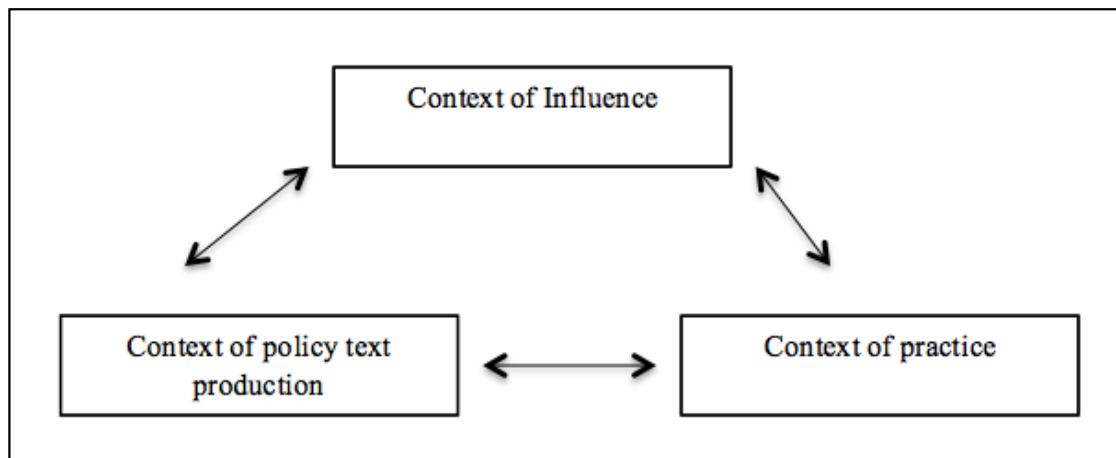 Context of Influence
Context of policy text
production
Context of practice